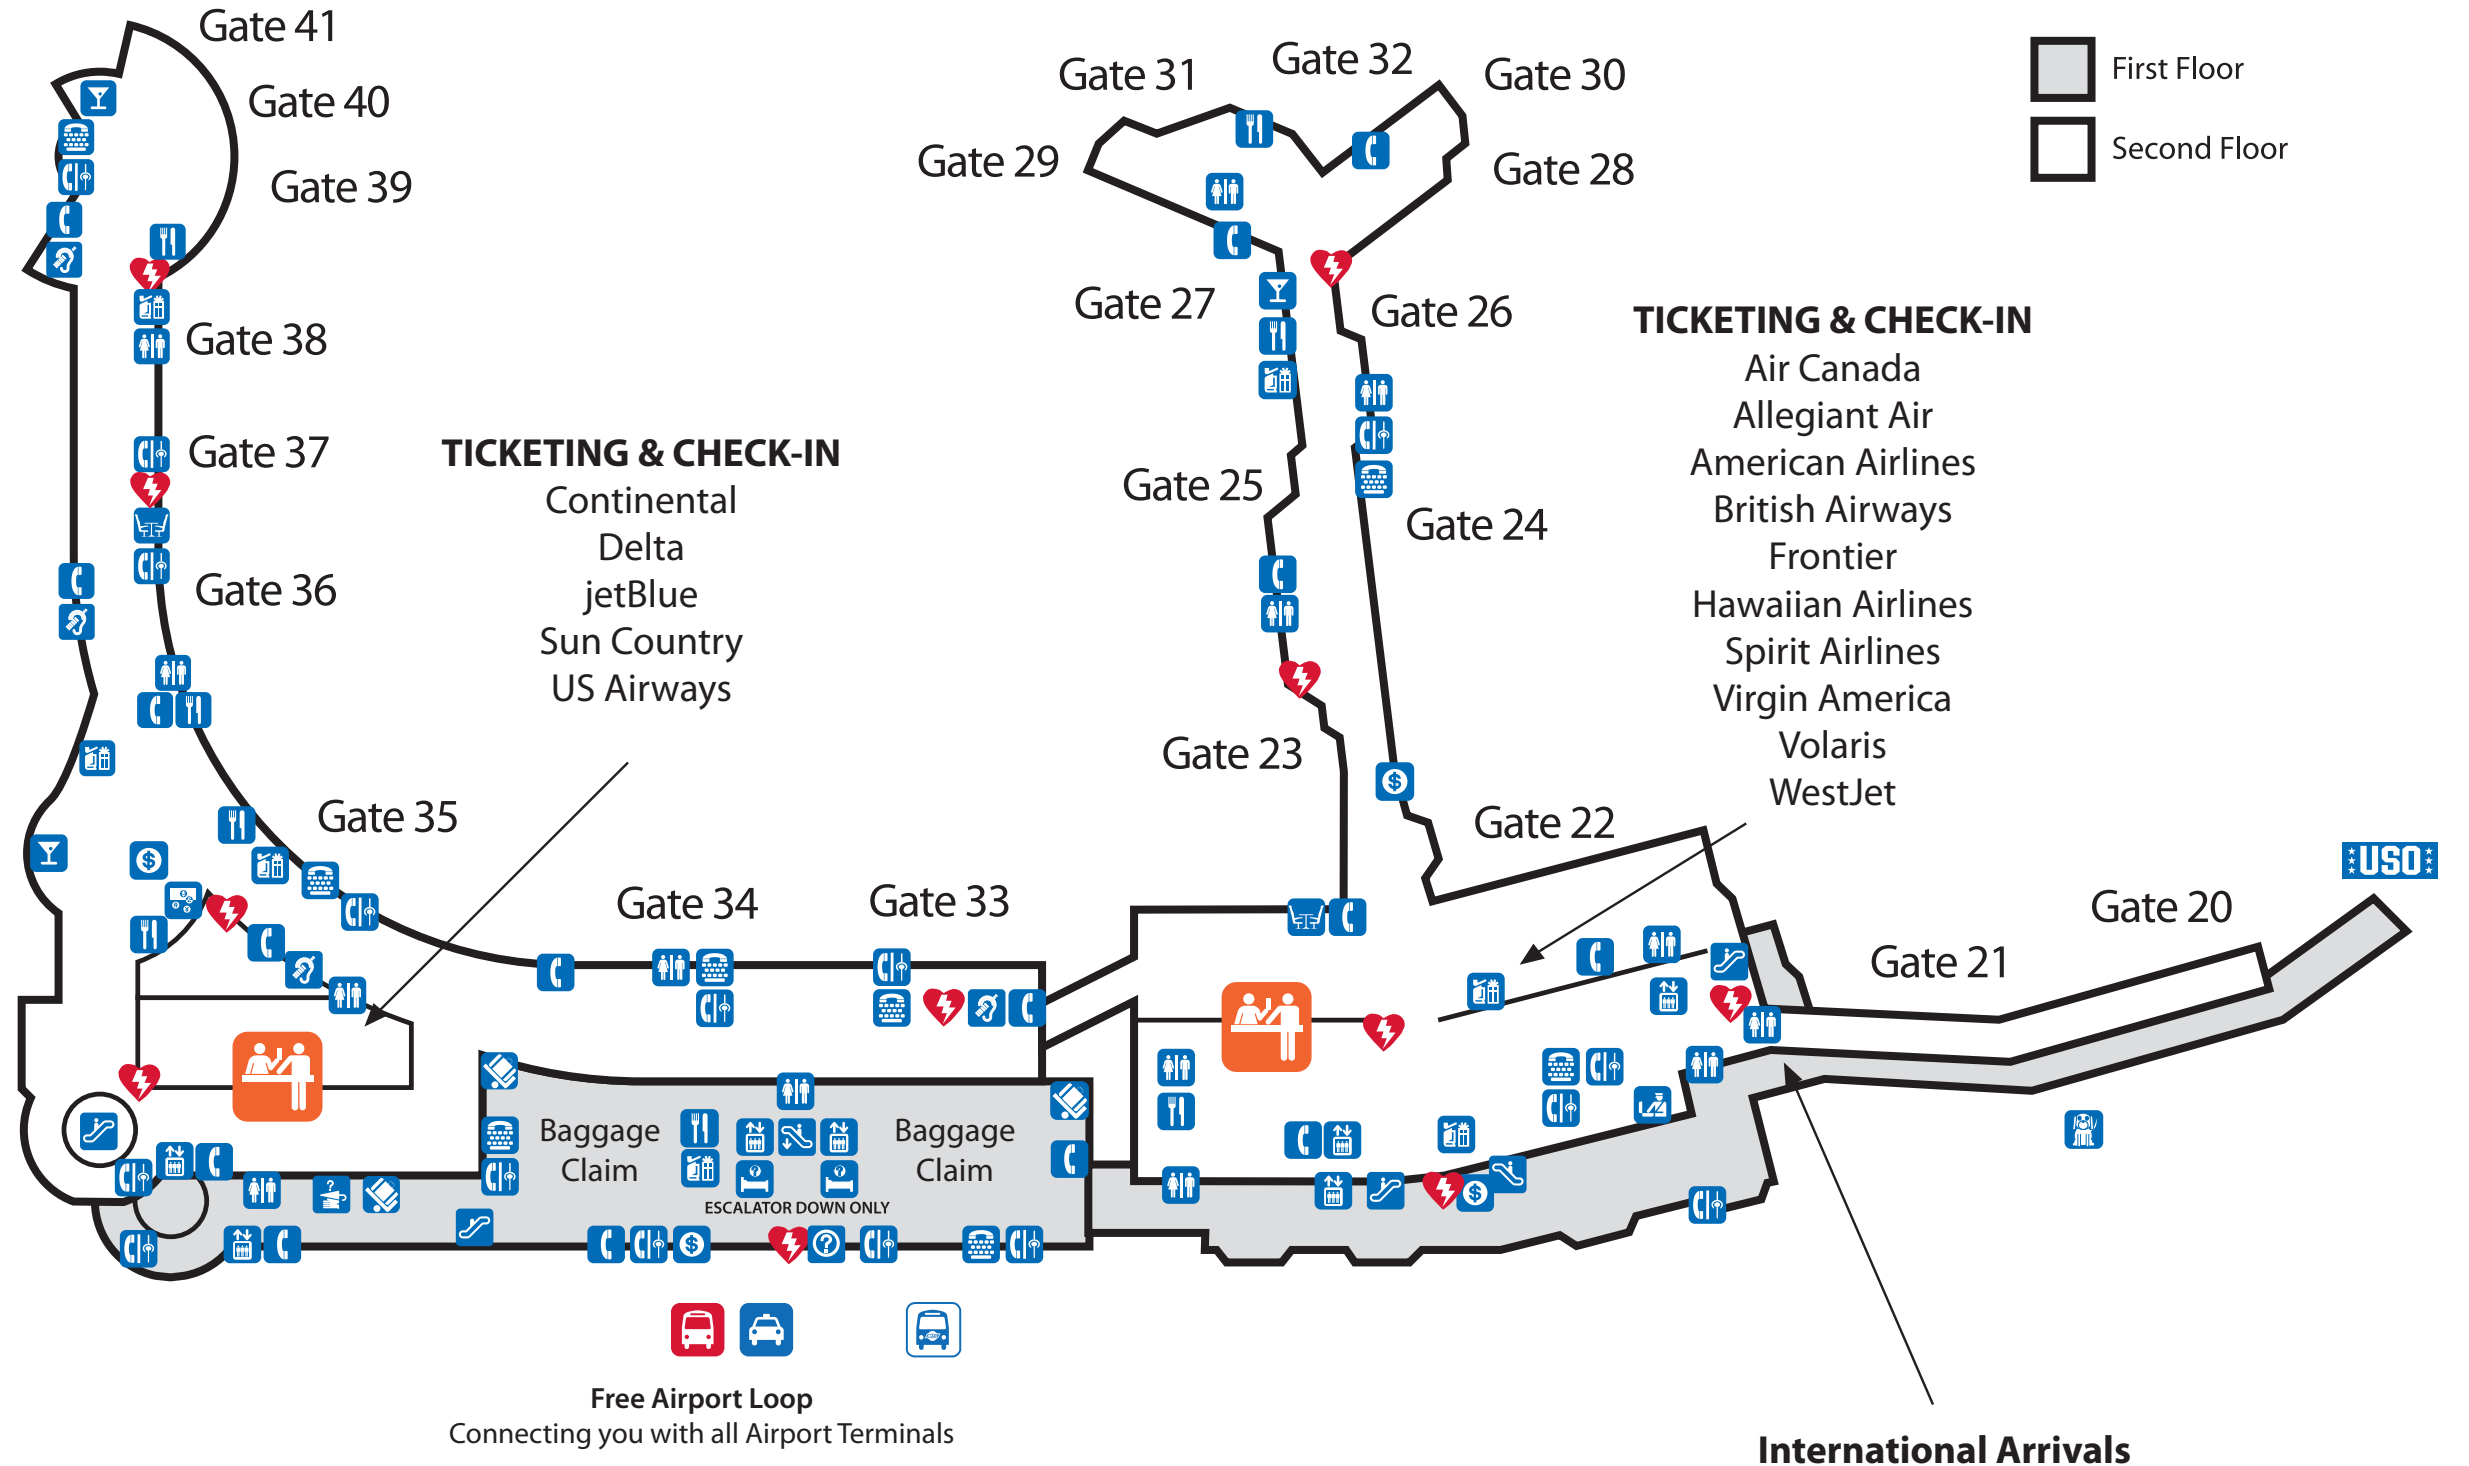 Gate 41
Gate 40
Gate 39
Gate 38
Gate 37
Gate 36
Gate 35
Gate 34
Gate 33
TICKETING & CHECK-IN
Continental
Delta
jetBlue
Sun Country
US Airways
Gate 31
Gate 32
Gate 30
Gate 29
Gate 28
Gate 27
Gate 26
Gate 25
Gate 24
Gate 23
Gate 22
First Floor
Second Floor
TICKETING & CHECK-IN
Air Canada
Allegiant Air
American Airlines
British Airways
Frontier
Hawaiian Airlines
Spirit Airlines
Virgin America
Volaris
WestJet
USO
Gate 20
Gate 21
Baggage
Claim
Baggage
Claim
ESCALATOR DOWN ONLY
Free Airport Loop
Connecting you with all Airport Terminals
International Arrivals